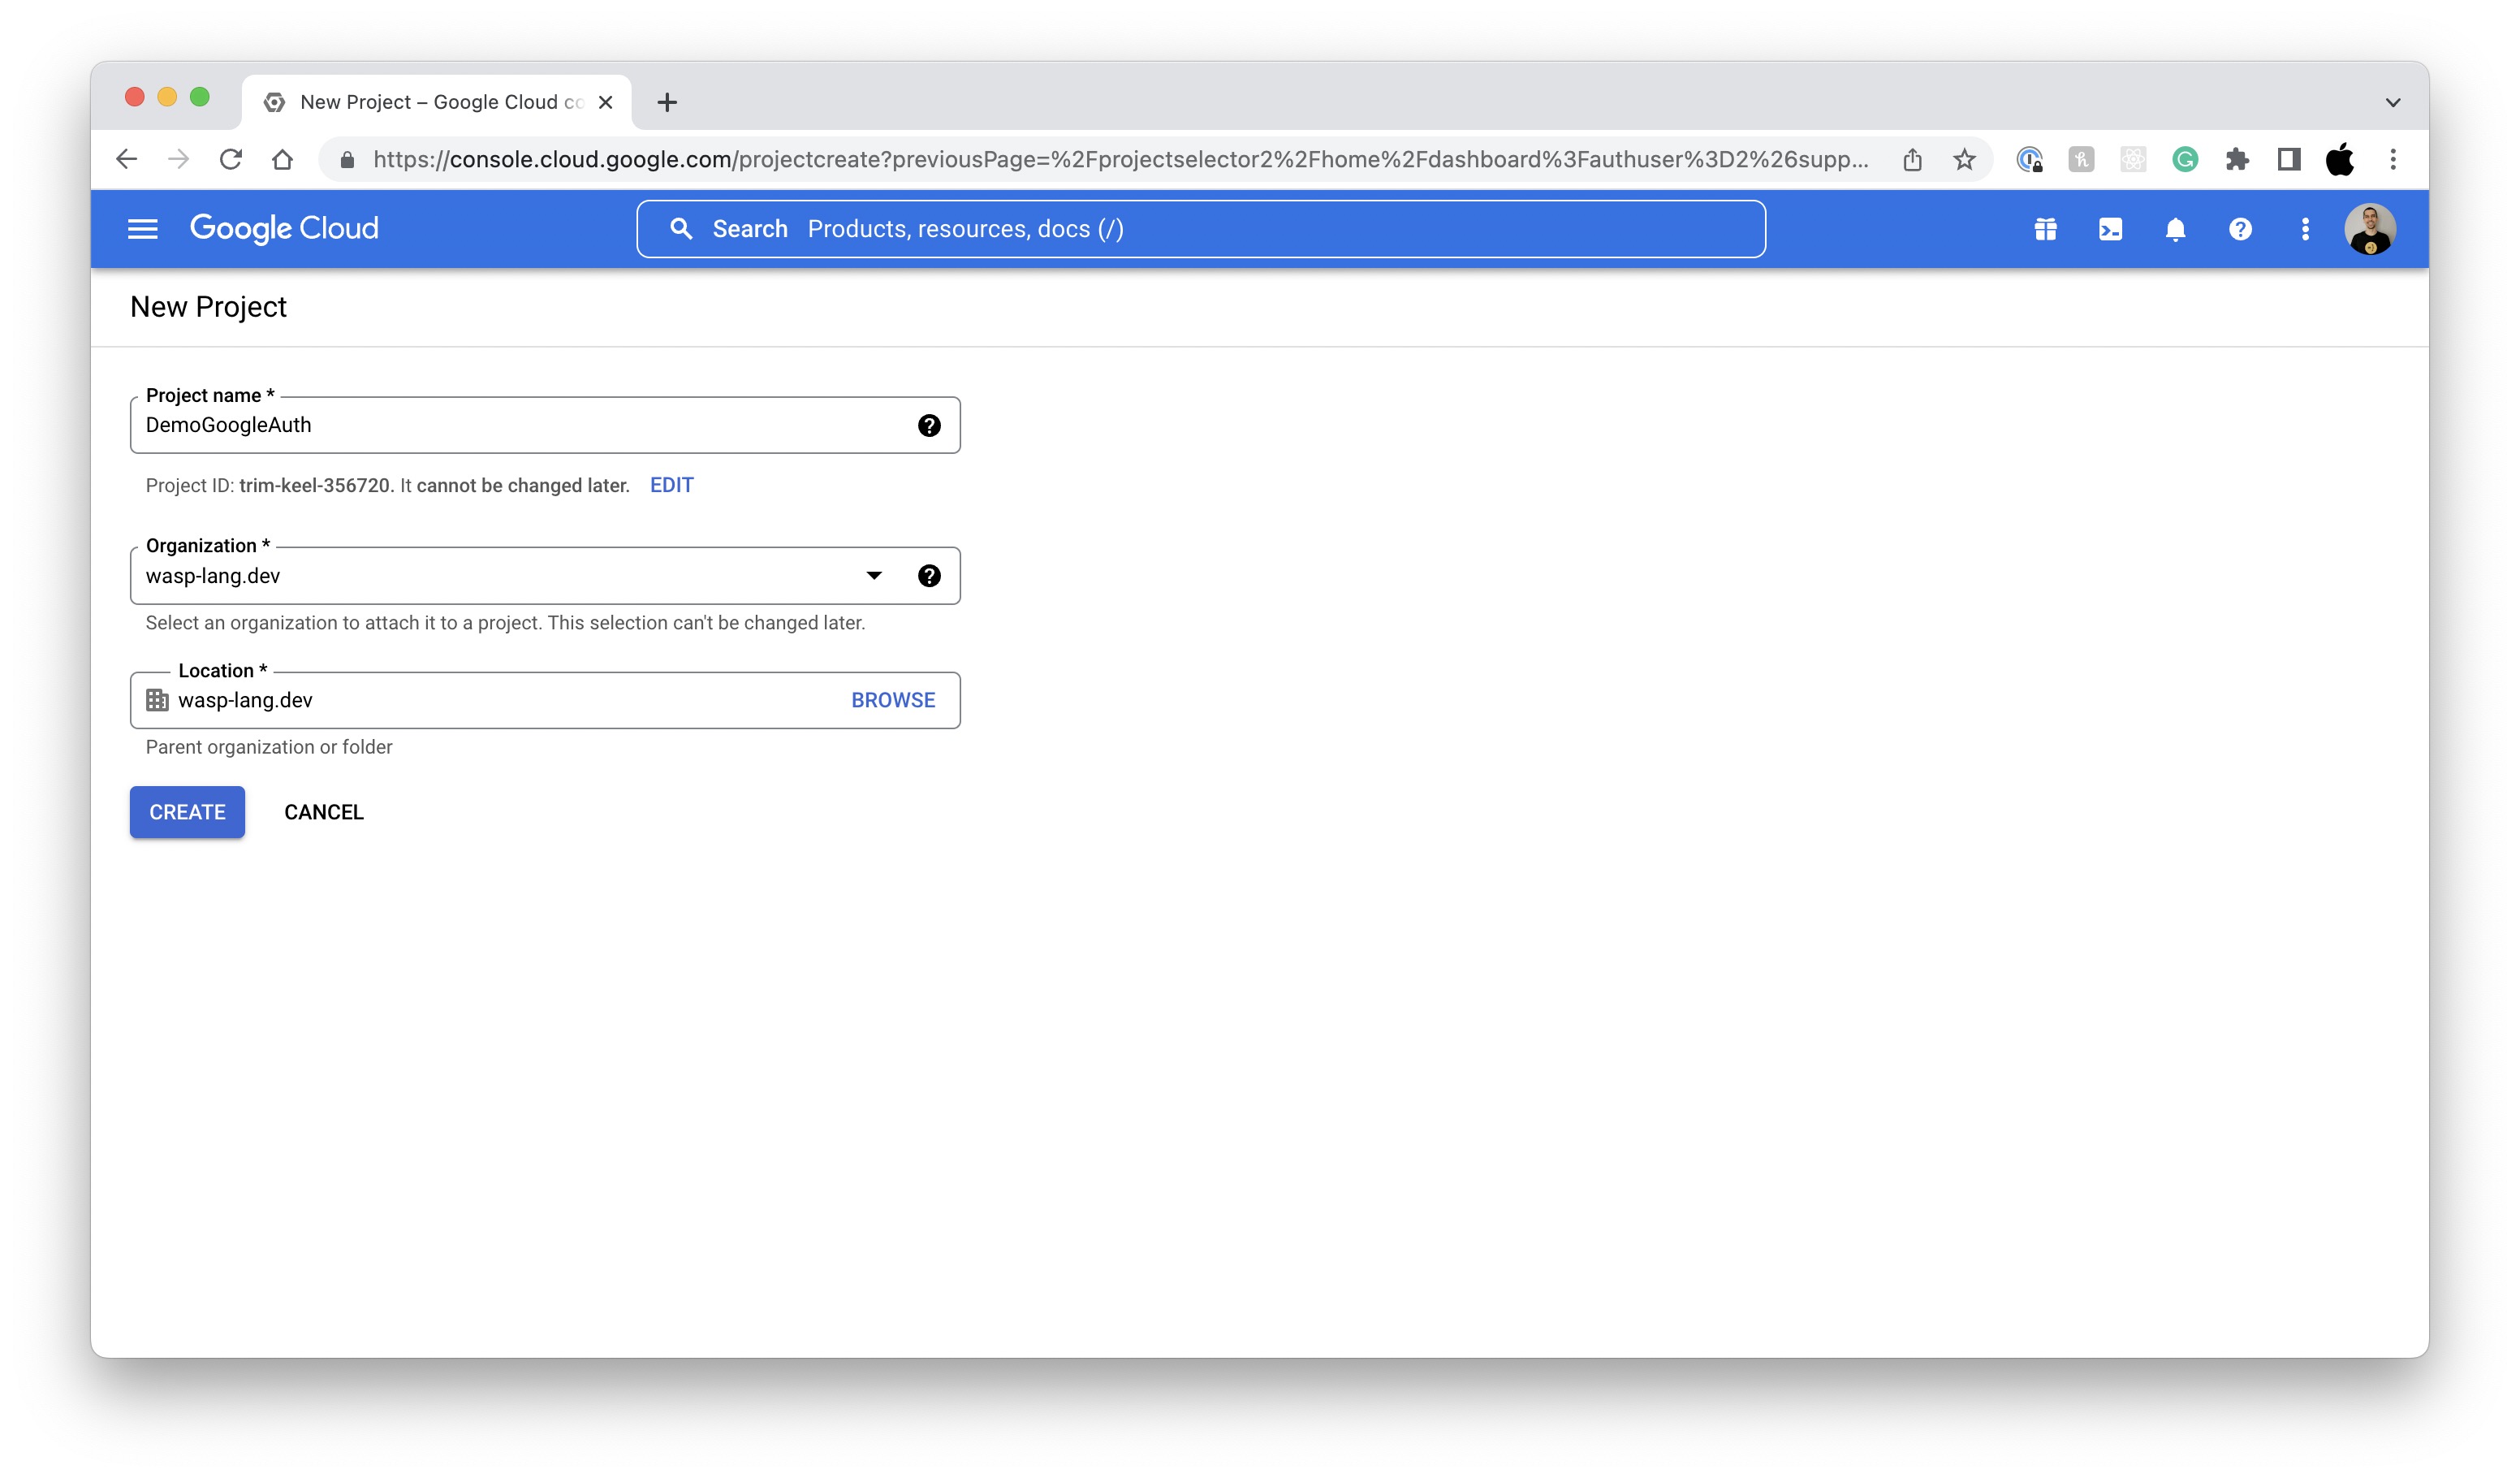 New Project – Google Cloud co
https://console.cloud.google.com/projectcreate?previousPage=%2Fprojectselector2%2Fhome%2Fdashboard%3Fauthuser%3D2%26supp...
Google Cloud
Search Products, resources, docs (/)
New Project
Project name *
DemoGoogleAuth
Project ID: trim-keel-356720. It cannot be changed later. EDIT
Organization *
wasp-lang.dev
Select an organization to attach it to a project. This selection can't be changed later.
Location *
wasp-lang.dev BROWSE
Parent organization or folder
CREATE CANCEL